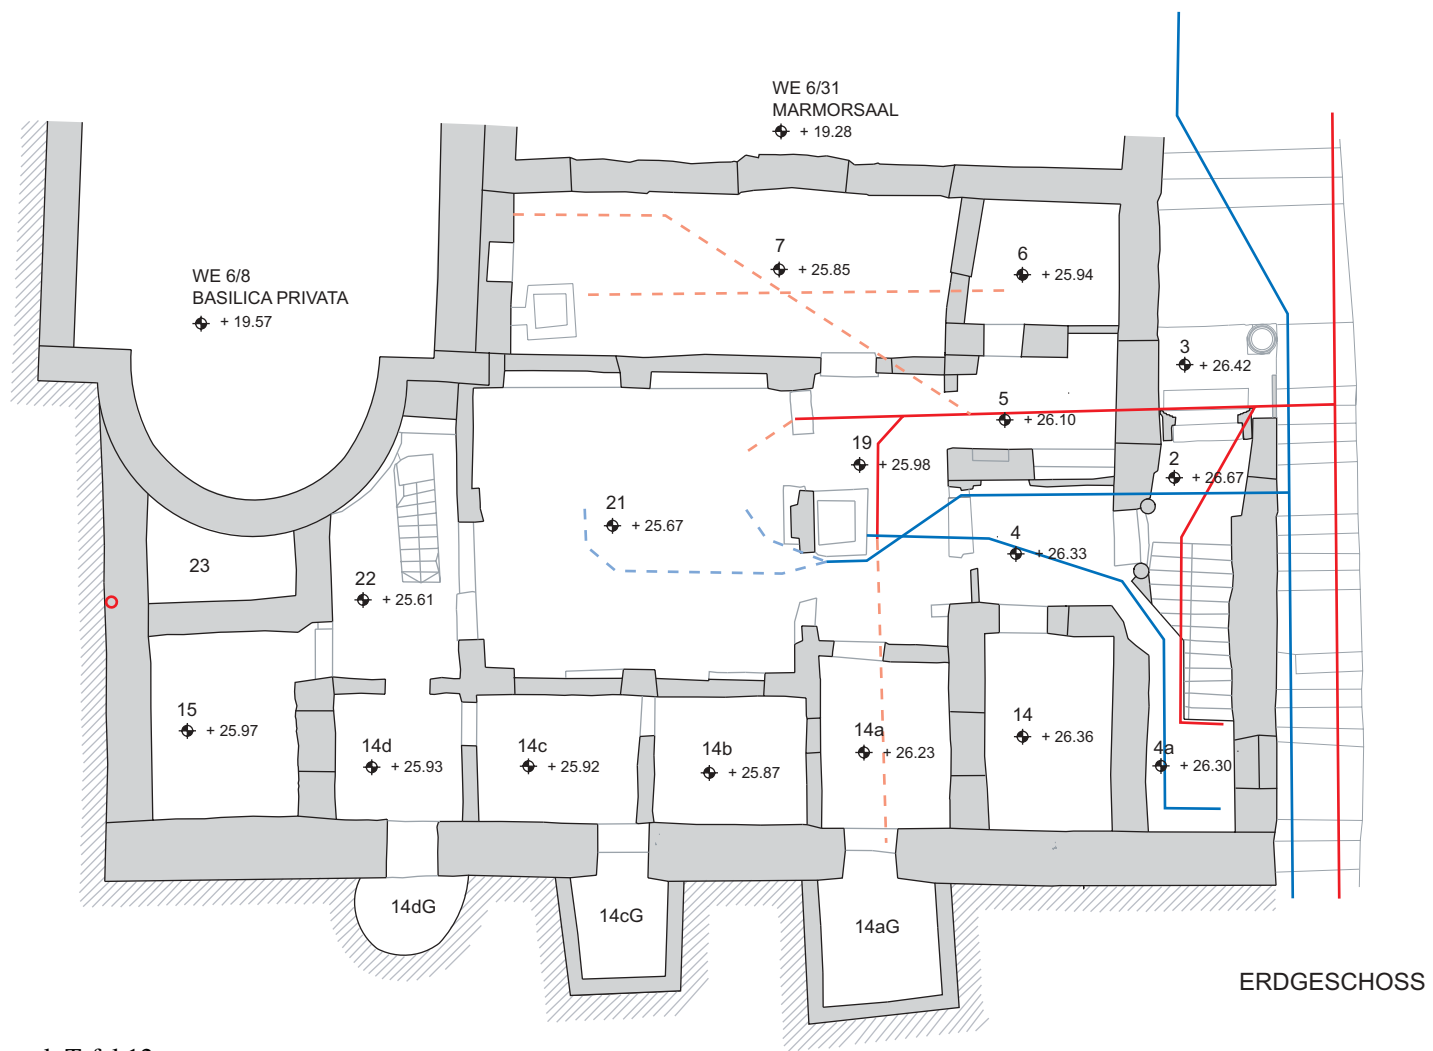 WE 6/31
MARMORSAAL
+ 19.28
WE 6/8
BASILICA PRIVATA
+ 19.57
7
+ 25.85
6
+ 25.94
3
+ 26.42
5
+ 26.10
19
+ 25.98
2
+ 26.67
21
+ 25.67
4
+ 26.33
23
22
+ 25.61
15
+ 25.97
14d
+ 25.93
14c
+ 25.92
14b
+ 25.87
14a
+ 26.23
14
+ 26.36
4a
+ 26.30
14dG
14cG
14aG
ERDGESCHOSS
12